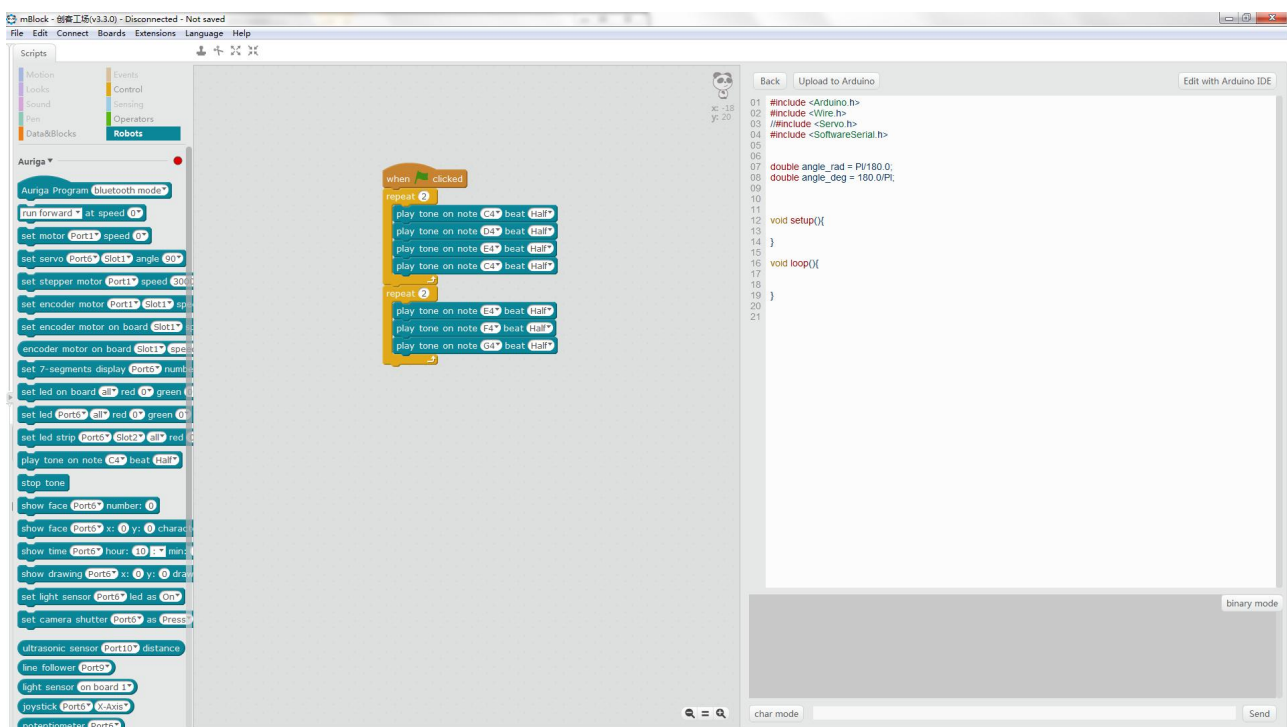 mBlock - 创客工场(v3.3.0) - Disconnected - Not saved
File Edit Connect Boards Extensions Language Help
Scripts
Motion Events
Looks Control
Sound Sensing
Pen Operators
Data&Blocks Robots
Auriga
Auriga Program bluetooth mode
run forward at speed 0
set motor Port1 speed 0
set servo Port6 Slot1 angle 90
set stepper motor Port1 speed 3000
set encoder motor Port1 Slot1
set encoder motor on board Slot1
encoder motor on board Slot1
set 7-segments display Port6
set led on board all red 0 green
set led Port6 all red 0 green 0
set led strip Port6 Slot2 all red
play tone on note C4 beat Half
stop tone
show face Port6 number: 0
show face Port6 x: 0 y: 0
show time Port6 hour: 10 : min:
show drawing Port6 x: 0 y: 0
set light sensor Port6 led as On
set camera shutter Port6 as Press
ultrasonic sensor Port10 distance
line follower Port9
light sensor on board 1
joystick Port6 X-Axis
potentiometer Port6
when clicked
repeat 2
play tone on note C4 beat Half
play tone on note D4 beat Half
play tone on note E4 beat Half
play tone on note C4 beat Half
repeat 2
play tone on note E4 beat Half
play tone on note F4 beat Half
play tone on note G4 beat Half
x: -18
y: 20
Back Upload to Arduino Edit with Arduino IDE
01 #include <Arduino.h>
02 #include <Wire.h>
03 //#include <Servo.h>
04 #include <SoftwareSerial.h>
05
06
07 double angle_rad = PI/180.0;
08 double angle_deg = 180.0/PI;
09
10
11
12 void setup(){
13
14 }
15
16 void loop(){
17
18
19 }
20
21
binary mode
char mode Send